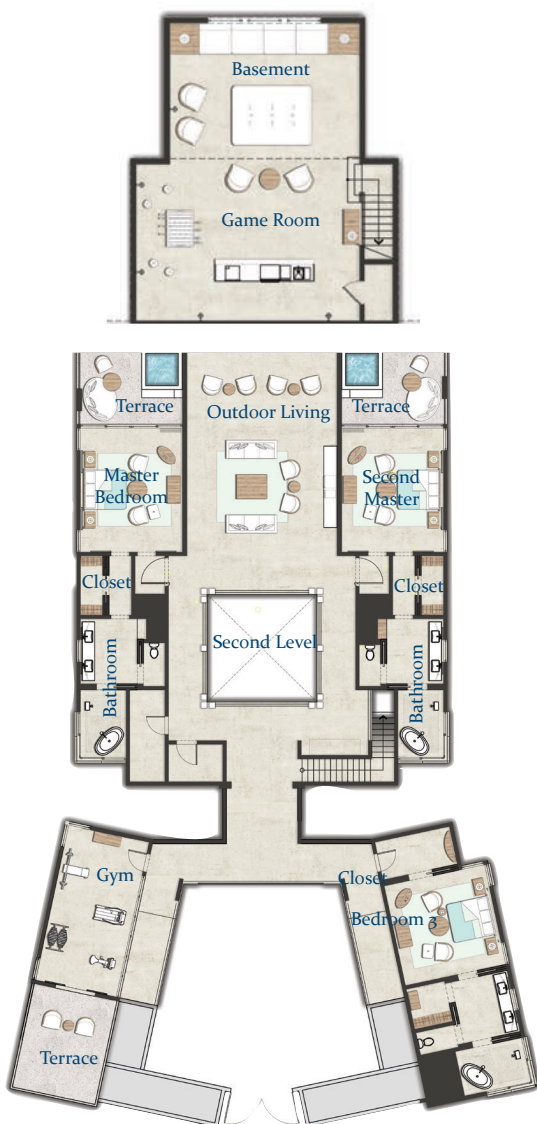 Basement
Game Room
Terrace
Outdoor Living
Terrace
Master
Bedroom
Second
Master
Closet
Closet
Second Level
Bathroom
Bathroom
Gym
Closet
Bedroom 3
Terrace